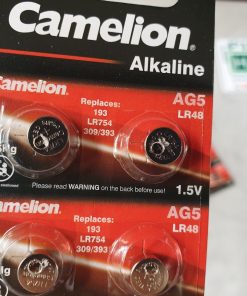 Camelion
Alkaline
Camelion
Replaces:
193
LR754
309/393
AG5
LR48
Please read WARNING on the back before use!
1.5V
Camelion
Replaces:
193
LR754
309/393
AG5
LR48